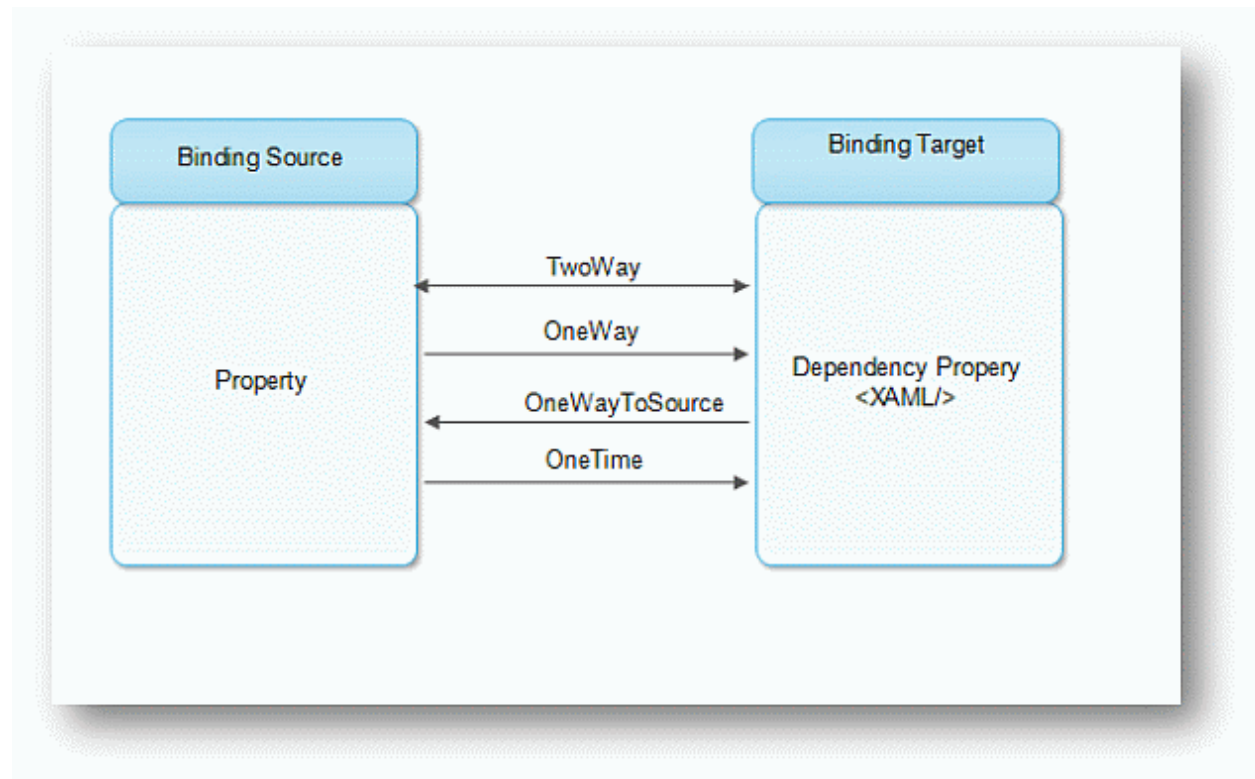 Binding Source
Binding Target
TwoWay
OneWay
Property
Dependency Propery
<XAML/>
OneWayToSource
OneTime